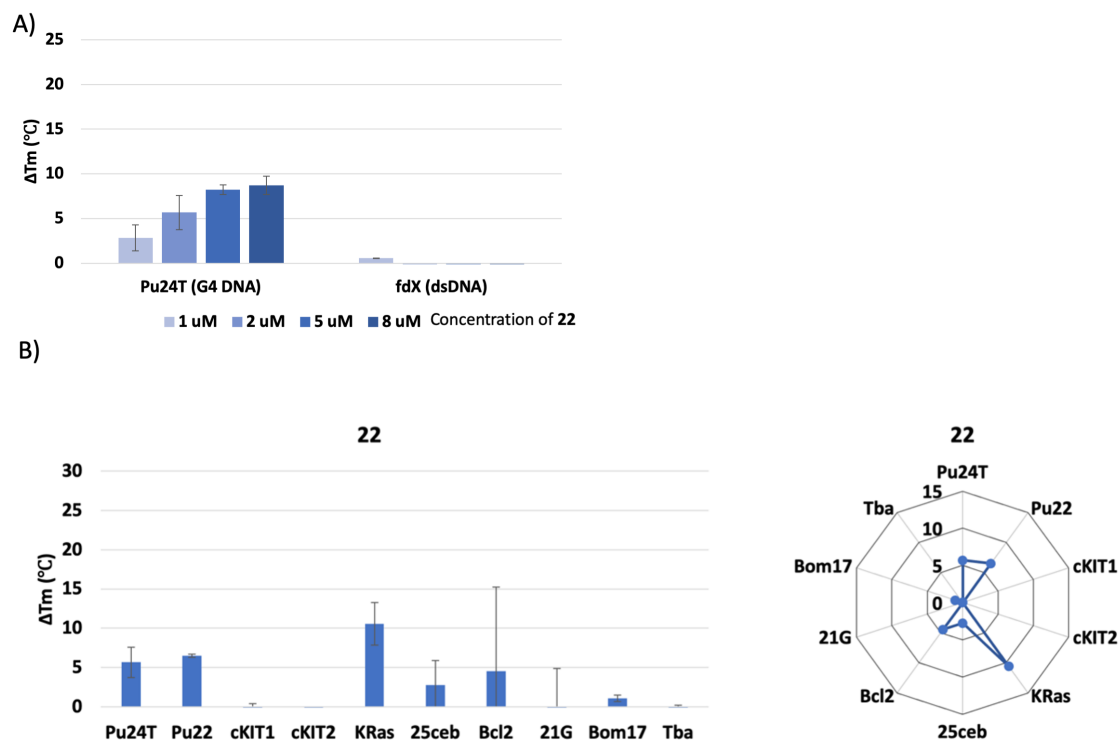 A)
25
20
15
10
5
0
ΔTm (℃)
Pu24T (G4 DNA) fdX (dsDNA)
1 uM 2 uM 5 uM 8 uM Concentration of 22
B)
22
30
25
20
15
10
5
0
ΔTm (℃)
Pu24T Pu22 cKIT1 cKIT2 KRas 25ceb Bcl2 21G Bom17 Tba
22
Pu24T
15
10
5
0
Pu22
cKIT1
cKIT2
KRas
25ceb
Bcl2
21G
Bom17
Tba